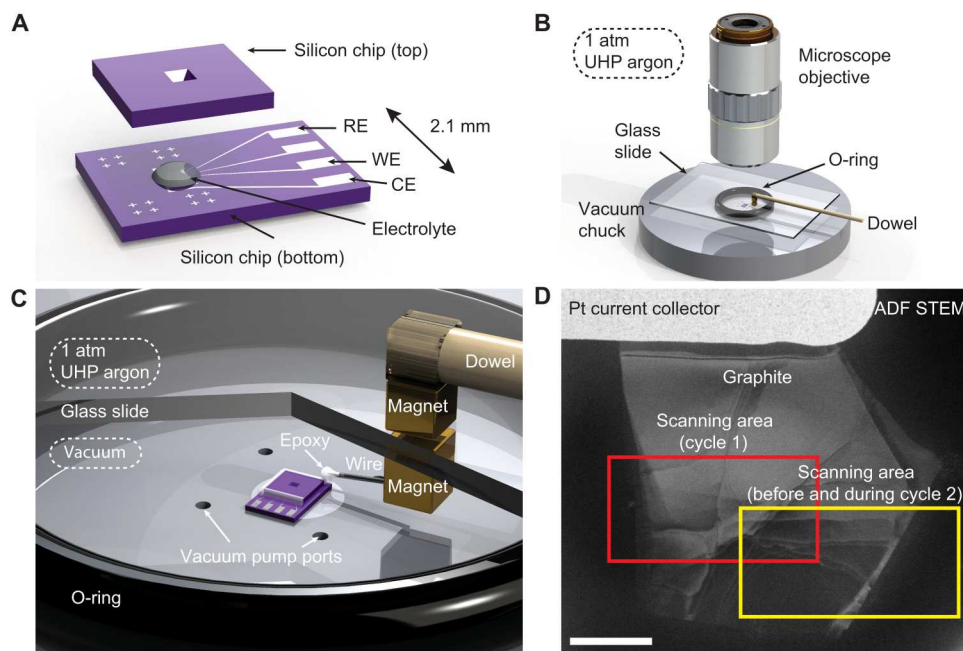 A
Silicon chip (top)
RE
WE
CE
2.1 mm
Electrolyte
Silicon chip (bottom)
B
1 atm
UHP argon
Microscope
objective
Glass
slide
O-ring
Vacuum
chuck
Dowel
C
1 atm
UHP argon
Dowel
Glass slide
Magnet
Vacuum
Epoxy
Wire
Magnet
Vacuum pump ports
O-ring
D
Pt current collector
ADF STEM
Graphite
Scanning area
(cycle 1)
Scanning area
(before and during cycle 2)